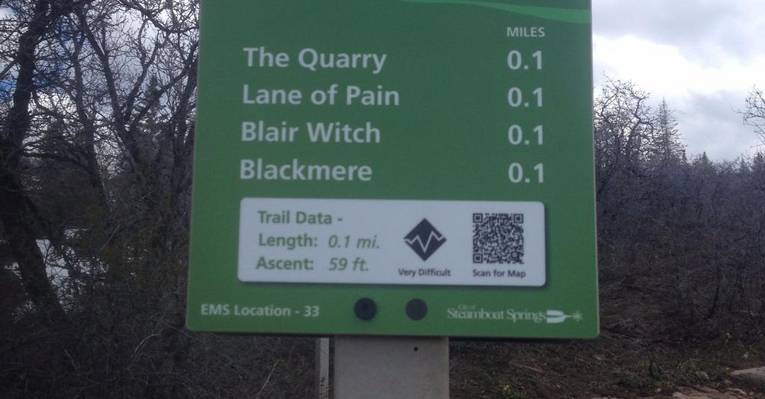 MILES
The Quarry 0.1
Lane of Pain 0.1
Blair Witch 0.1
Blackmere 0.1
Trail Data -
Length: 0.1 mi.
Ascent: 59 ft.
Very Difficult Scan for Map
EMS Location - 33
City of
Steamboat Springs